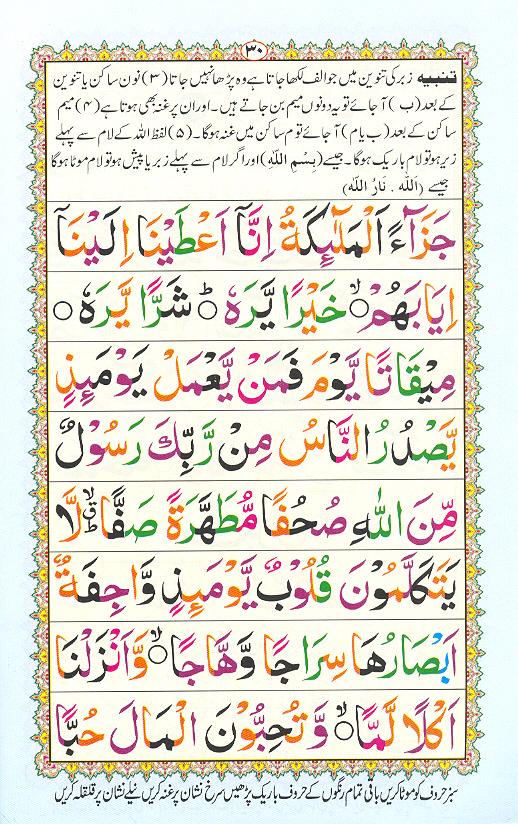 ۳۰
تنبیہ زبر کی تنوین میں جو الف لکھا جاتا ہے وہ پڑھا نہیں جاتا (۳) نون ساکن یا تنوین
کے بعد (ب) آ جائے تو یہ دونوں میم بن جاتے ہیں۔ اور ان پر غنہ بھی ہوتا ہے (۴) میم
ساکن کے بعد (ب یا م) آ جائے تو م ساکن میں غنہ ہوگا۔ (۵) لفظ اللہ کے لام سے پہلے
زیر ہو تو لام باریک ہوگا۔ جیسے (بِسْمِ اللّٰهِ) اور اگر لام سے پہلے زبر یا پیش ہو تو لام موٹا ہوگا
جیسے (اَللّٰهُ ۔ نَارُ اللّٰهِ)
جَزَآءً اَلْمَلٰٓئِكَةُ اِنَّاۤ اَعْطَيْنَا اِلَيْنَاۤ
اِيَابَهُمْ ۙ خَيْرًا يَّرَهٗ ؕ شَرًّا يَّرَهٗ ○
مِيْقَاتًا يَّوْمَ فَمَنْ يَّعْمَلْ يَوْمَئِذٍ
يَّصْدُرُ النَّاسُ مِنْ رَّبِّكَ رَسُوْلٌ
مِّنَ اللّٰهِ صُحُفًا مُّطَهَّرَةً صَفًّا ؕۙ لَّا
يَتَكَلَّمُوْنَ قُلُوْبٌ يَّوْمَئِذٍ وَّاجِفَةٌ
اَبْصَارُهَا سِرَاجًا وَّهَّاجًا ۙ وَّاَنْزَلْنَا
اَكْلًا لَّمًّا ۙ وَّ تُحِبُّوْنَ الْمَالَ حُبًّا
سبز حروف کو موٹا کریں باقی تمام رنگوں کے حروف باریک پڑھیں سرخ نشان پر غنہ کریں نیلے نشان پر قلقلہ کریں